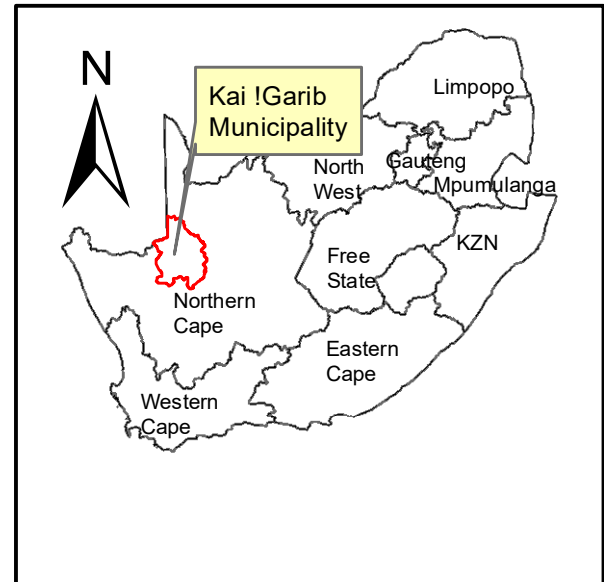 N
Kai !Garib
Municipality
Limpopo
North
West
Gauteng
Mpumulanga
KZN
Free
State
Northern
Cape
Eastern
Cape
Western
Cape